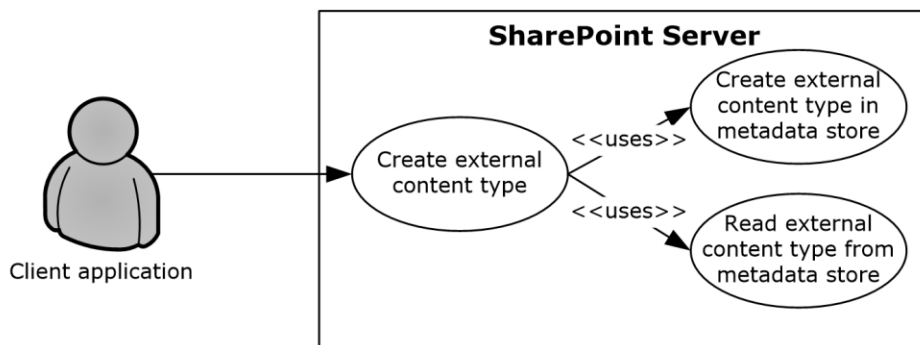 SharePoint Server
Create external
content type in
metadata store
<<uses>>
Create external
content type
<<uses>>
Read external
content type from
metadata store
Client application